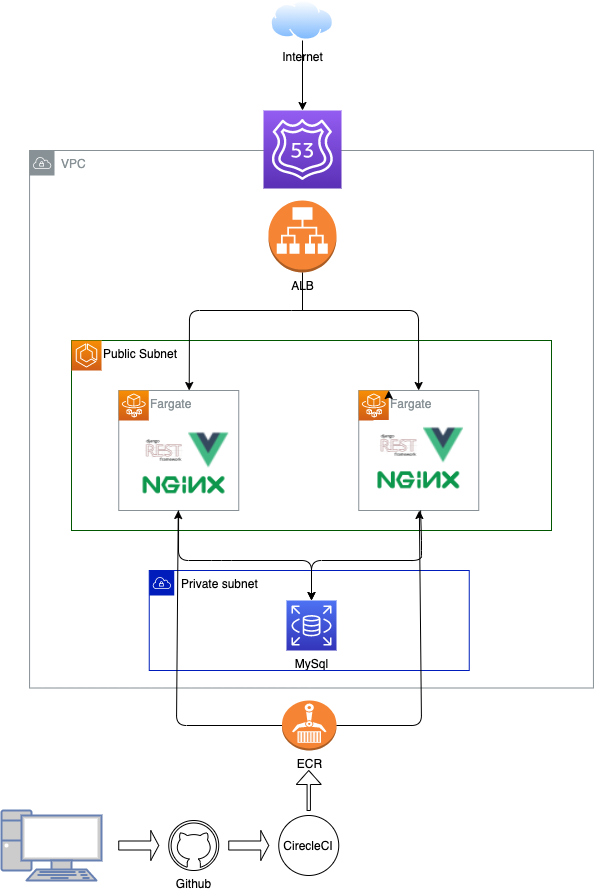 Internet
53
VPC
ALB
Public Subnet
Fargate
Fargate
django
REST
framework
NGiNX
django
REST
framework
NGiNX
Private subnet
MySql
ECR
CirecleCI
Github